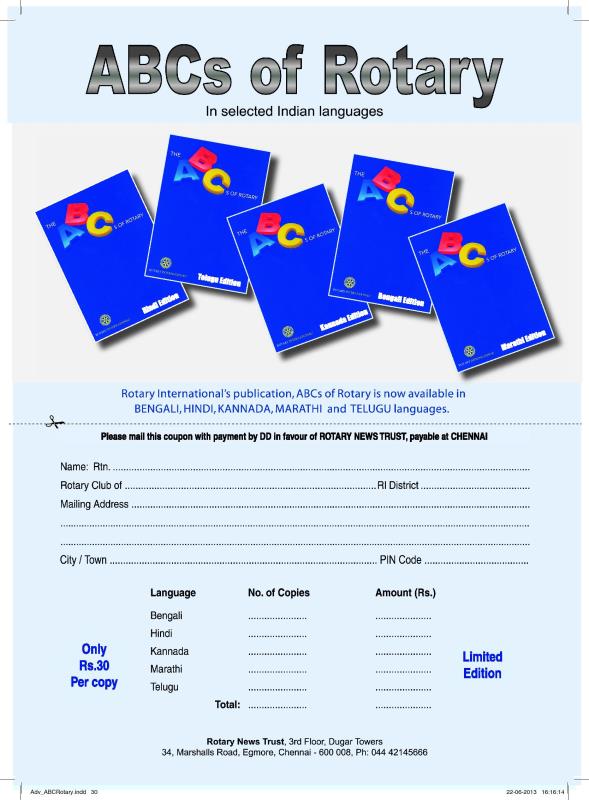 ABCs of Rotary
In selected Indian languages
THE ABCS OF ROTARY
Hindi Edition
THE ABCS OF ROTARY
Telugu Edition
THE ABCS OF ROTARY
Kannada Edition
THE ABCS OF ROTARY
Bengali Edition
THE ABCS OF ROTARY
Marathi Edition
Rotary International's publication, ABCs of Rotary is now available in
BENGALI, HINDI, KANNADA, MARATHI and TELUGU languages.
Please mail this coupon with payment by DD in favour of ROTARY NEWS TRUST, payable at CHENNAI
Name: Rtn. ..........
Rotary Club of .......... RI District ..........
Mailing Address ..........
City / Town .......... PIN Code ..........
Language No. of Copies Amount (Rs.)
Bengali .......... ..........
Hindi .......... ..........
Kannada .......... ..........
Marathi .......... ..........
Telugu .......... ..........
Total: .......... ..........
Only
Rs.30
Per copy
Limited
Edition
Rotary News Trust, 3rd Floor, Dugar Towers
34, Marshalls Road, Egmore, Chennai - 600 008, Ph: 044 42145666
Adv_ABCRotary.indd 30 22-06-2013 16:16:14